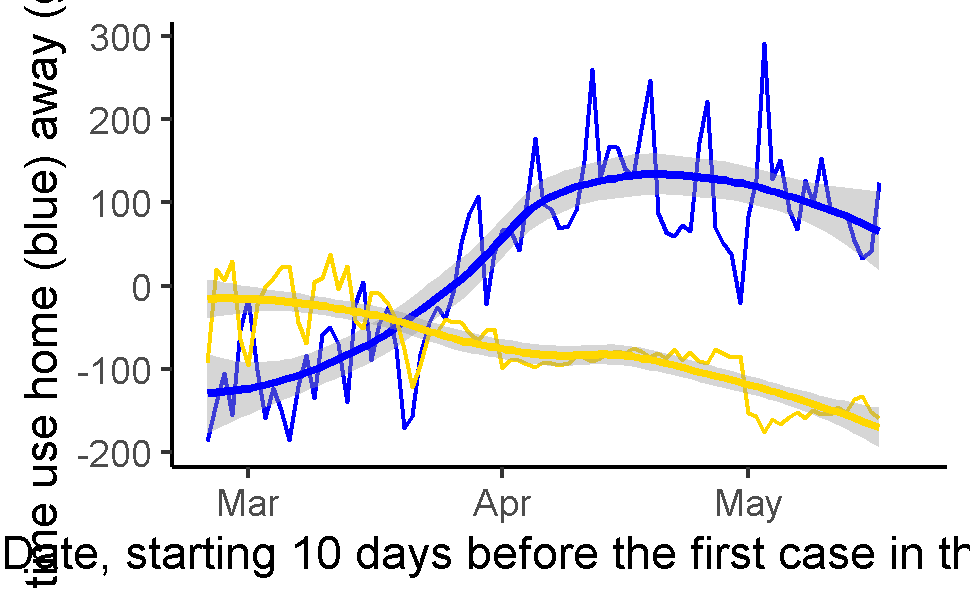 time use home (blue) away (
300
200
100
0
-100
-200
Mar Apr May
Date, starting 10 days before the first case in th